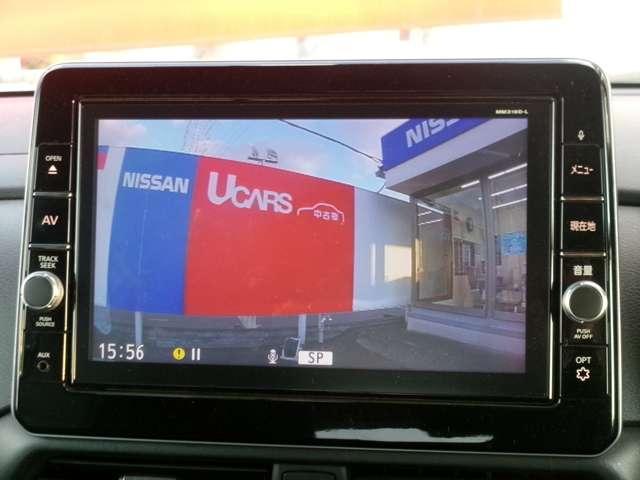 MM319D-L
OPEN
AV
TRACK
SEEK
PUSH
SOURCE
AUX
NISSAN
UCARS
中古車
NISS
15:56
SP
メニュー
現在地
音量
PUSH
AV OFF
OPT